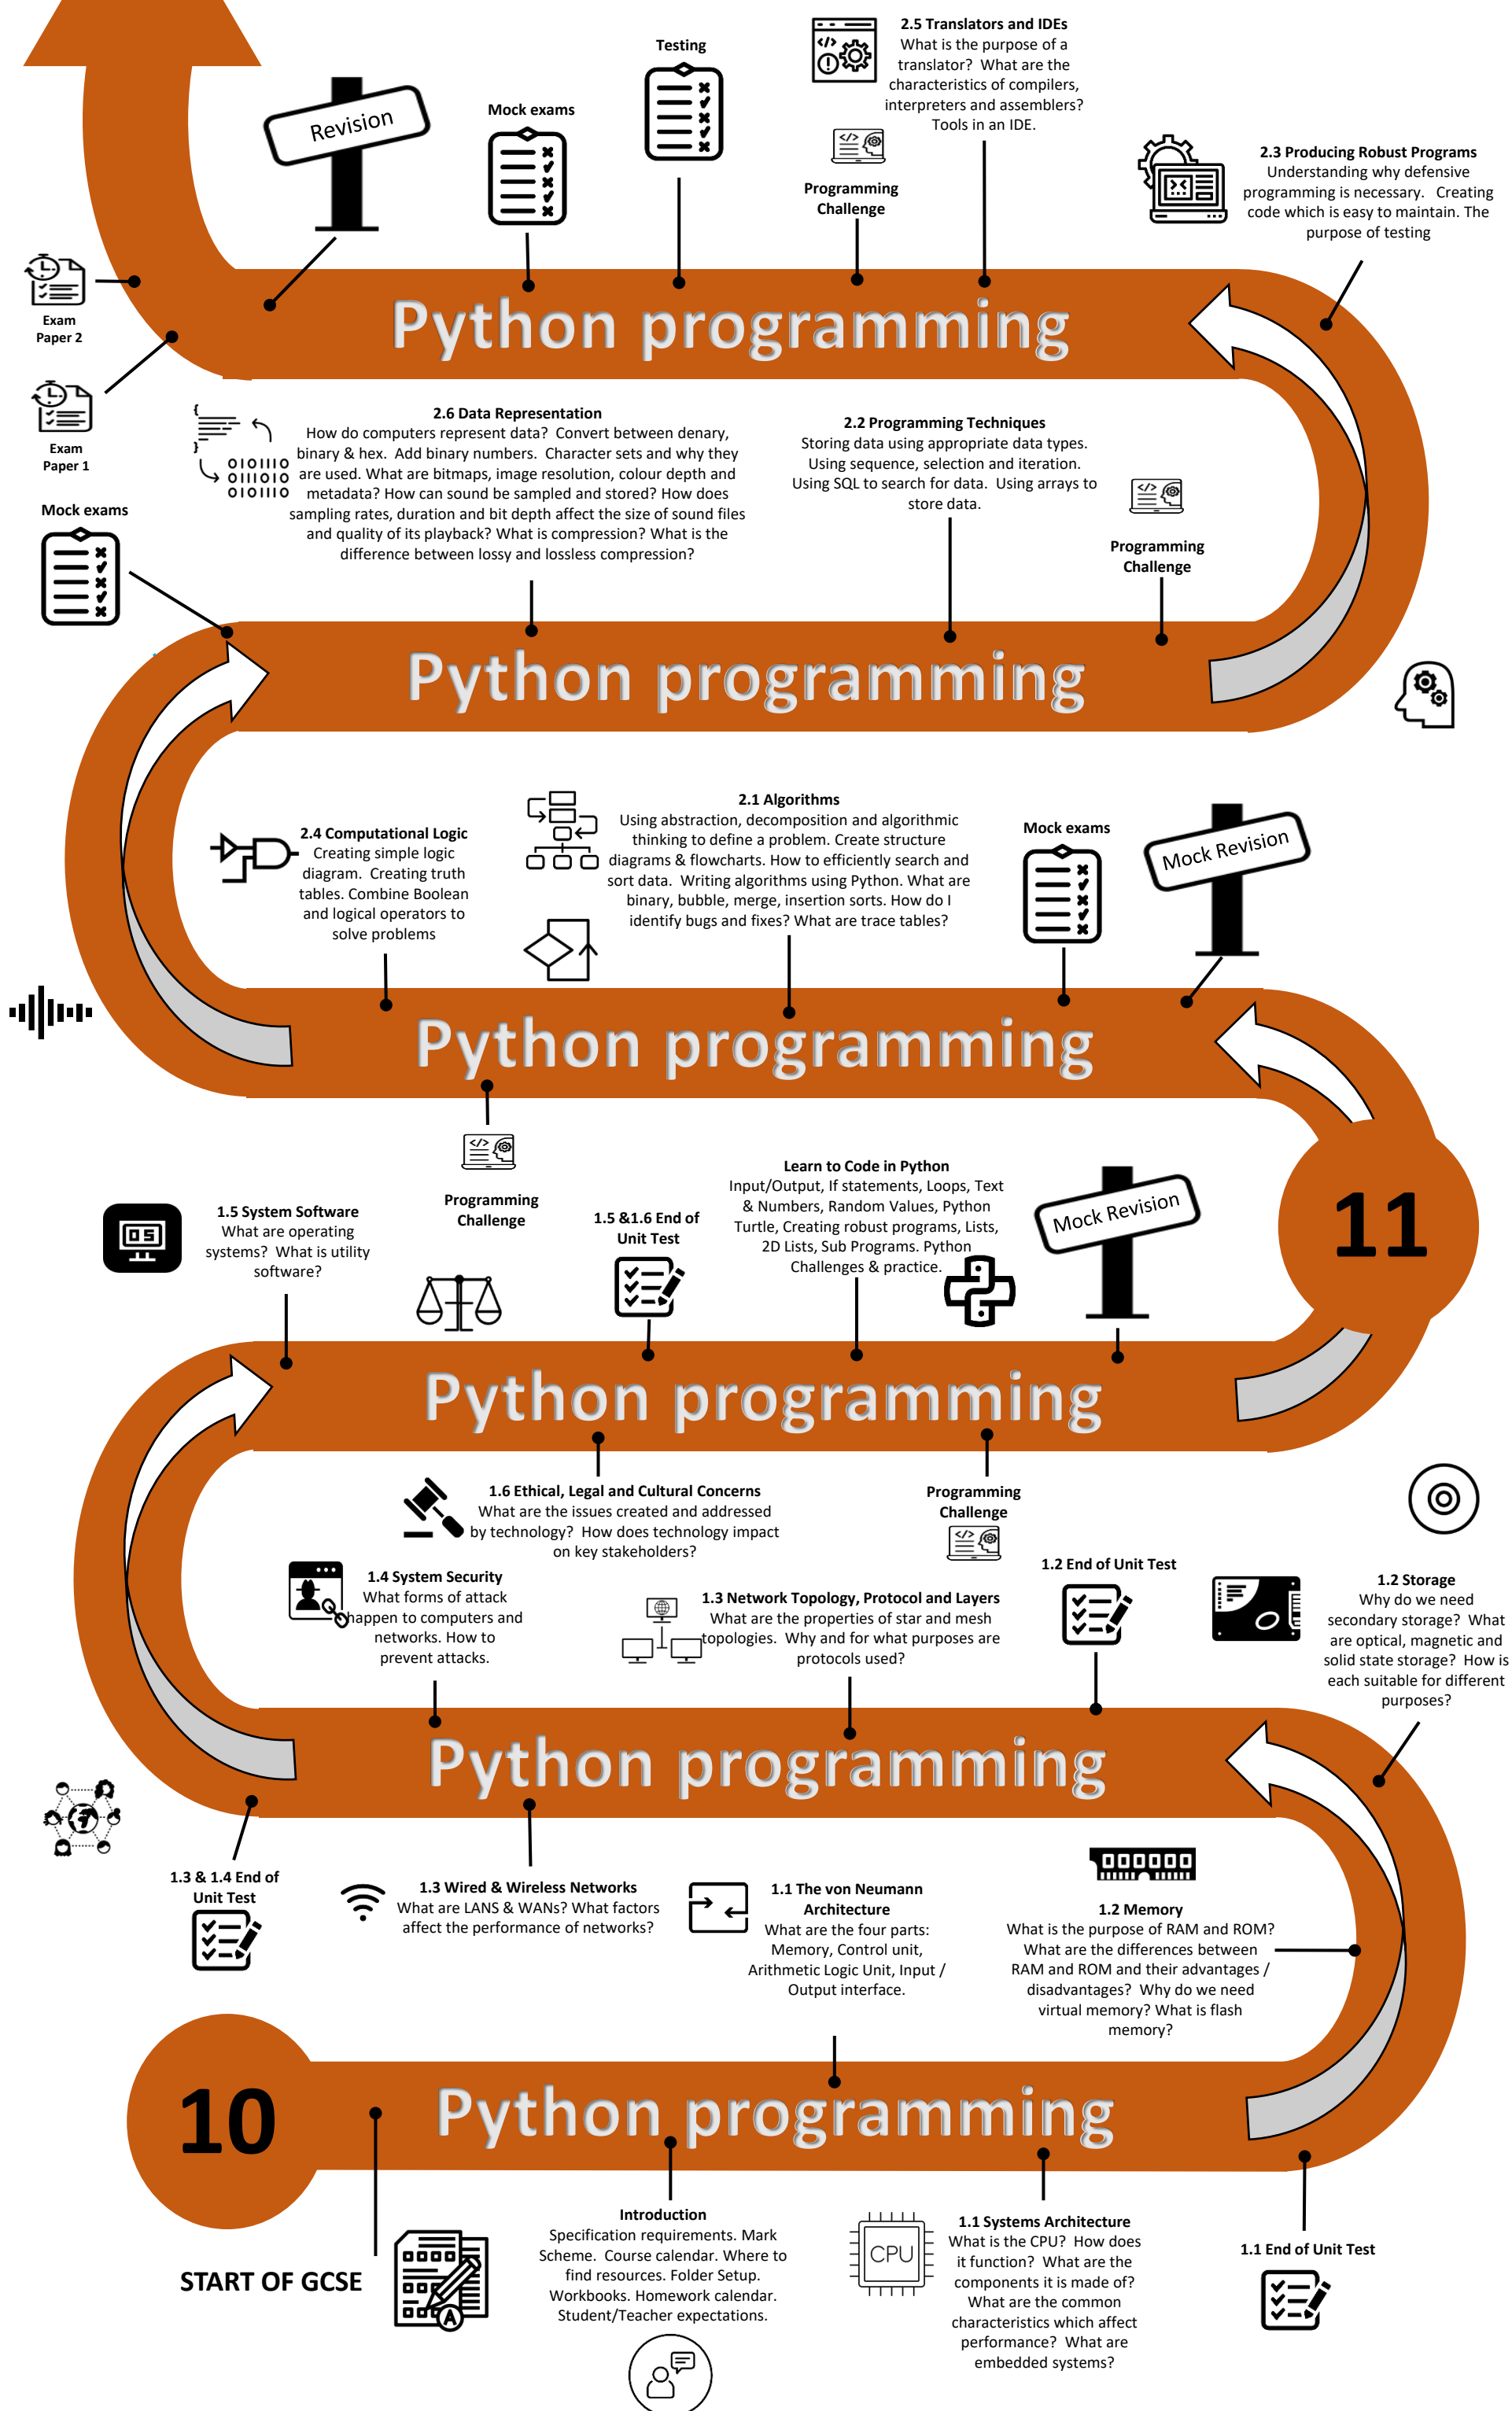 2.5 Translators and IDEs
What is the purpose of a
translator? What are the
characteristics of compilers,
interpreters and assemblers?
Tools in an IDE.
Testing
Mock exams
Revision
Programming
Challenge
2.3 Producing Robust Programs
Understanding why defensive
programming is necessary. Creating
code which is easy to maintain. The
purpose of testing
Exam
Paper 2
Python programming
Exam
Paper 1
2.6 Data Representation
How do computers represent data? Convert between denary,
binary & hex. Add binary numbers. Character sets and why they
are used. What are bitmaps, image resolution, colour depth and
metadata? How can sound be sampled and stored? How does
sampling rates, duration and bit depth affect the size of sound files
and quality of its playback? What is compression? What is the
difference between lossy and lossless compression?
{
}
010110
011010
010110
2.2 Programming Techniques
Storing data using appropriate data types.
Using sequence, selection and iteration.
Using SQL to search for data. Using arrays to
store data.
Programming
Challenge
Mock exams
Python programming
2.4 Computational Logic
Creating simple logic
diagram. Creating truth
tables. Combine Boolean
and logical operators to
solve problems
2.1 Algorithms
Using abstraction, decomposition and algorithmic
thinking to define a problem. Create structure
diagrams & flowcharts. How to efficiently search and
sort data. Writing algorithms using Python. What are
binary, bubble, merge, insertion sorts. How do I
identify bugs and fixes? What are trace tables?
Mock exams
Mock Revision
Python programming
Programming
Challenge
11
1.5 System Software
What are operating
systems? What is utility
software?
OS
1.5 &1.6 End of
Unit Test
Learn to Code in Python
Input/Output, If statements, Loops, Text
& Numbers, Random Values, Python
Turtle, Creating robust programs, Lists,
2D Lists, Sub Programs. Python
Challenges & practice.
Mock Revision
Python programming
1.6 Ethical, Legal and Cultural Concerns
What are the issues created and addressed
by technology? How does technology impact
on key stakeholders?
Programming
Challenge
1.4 System Security
What forms of attack
happen to computers and
networks. How to
prevent attacks.
1.3 Network Topology, Protocol and Layers
What are the properties of star and mesh
topologies. Why and for what purposes are
protocols used?
1.2 End of Unit Test
1.2 Storage
Why do we need
secondary storage? What
are optical, magnetic and
solid state storage? How is
each suitable for different
purposes?
Python programming
1.3 & 1.4 End of
Unit Test
1.3 Wired & Wireless Networks
What are LANS & WANs? What factors
affect the performance of networks?
1.1 The von Neumann
Architecture
What are the four parts:
Memory, Control unit,
Arithmetic Logic Unit, Input /
Output interface.
1.2 Memory
What is the purpose of RAM and ROM?
What are the differences between
RAM and ROM and their advantages /
disadvantages? Why do we need
virtual memory? What is flash
memory?
10
Python programming
START OF GCSE
A
Introduction
Specification requirements. Mark
Scheme. Course calendar. Where to
find resources. Folder Setup.
Workbooks. Homework calendar.
Student/Teacher expectations.
CPU
1.1 Systems Architecture
What is the CPU? How does
it function? What are the
components it is made of?
What are the common
characteristics which affect
performance? What are
embedded systems?
1.1 End of Unit Test